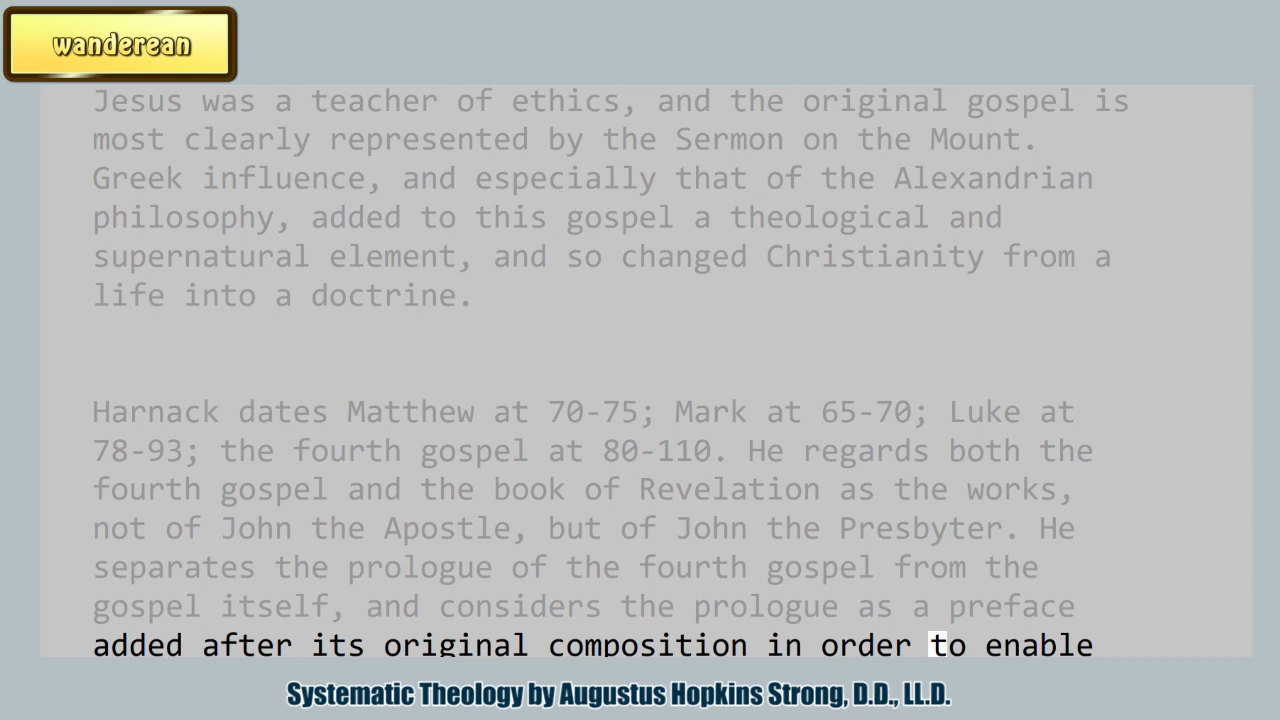 wanderean
Jesus was a teacher of ethics, and the original gospel is
most clearly represented by the Sermon on the Mount.
Greek influence, and especially that of the Alexandrian
philosophy, added to this gospel a theological and
supernatural element, and so changed Christianity from a
life into a doctrine.
Harnack dates Matthew at 70-75; Mark at 65-70; Luke at
78-93; the fourth gospel at 80-110. He regards both the
fourth gospel and the book of Revelation as the works,
not of John the Apostle, but of John the Presbyter. He
separates the prologue of the fourth gospel from the
gospel itself, and considers the prologue as a preface
added after its original composition in order to enable
Systematic Theology by Augustus Hopkins Strong, D.D., LL.D.